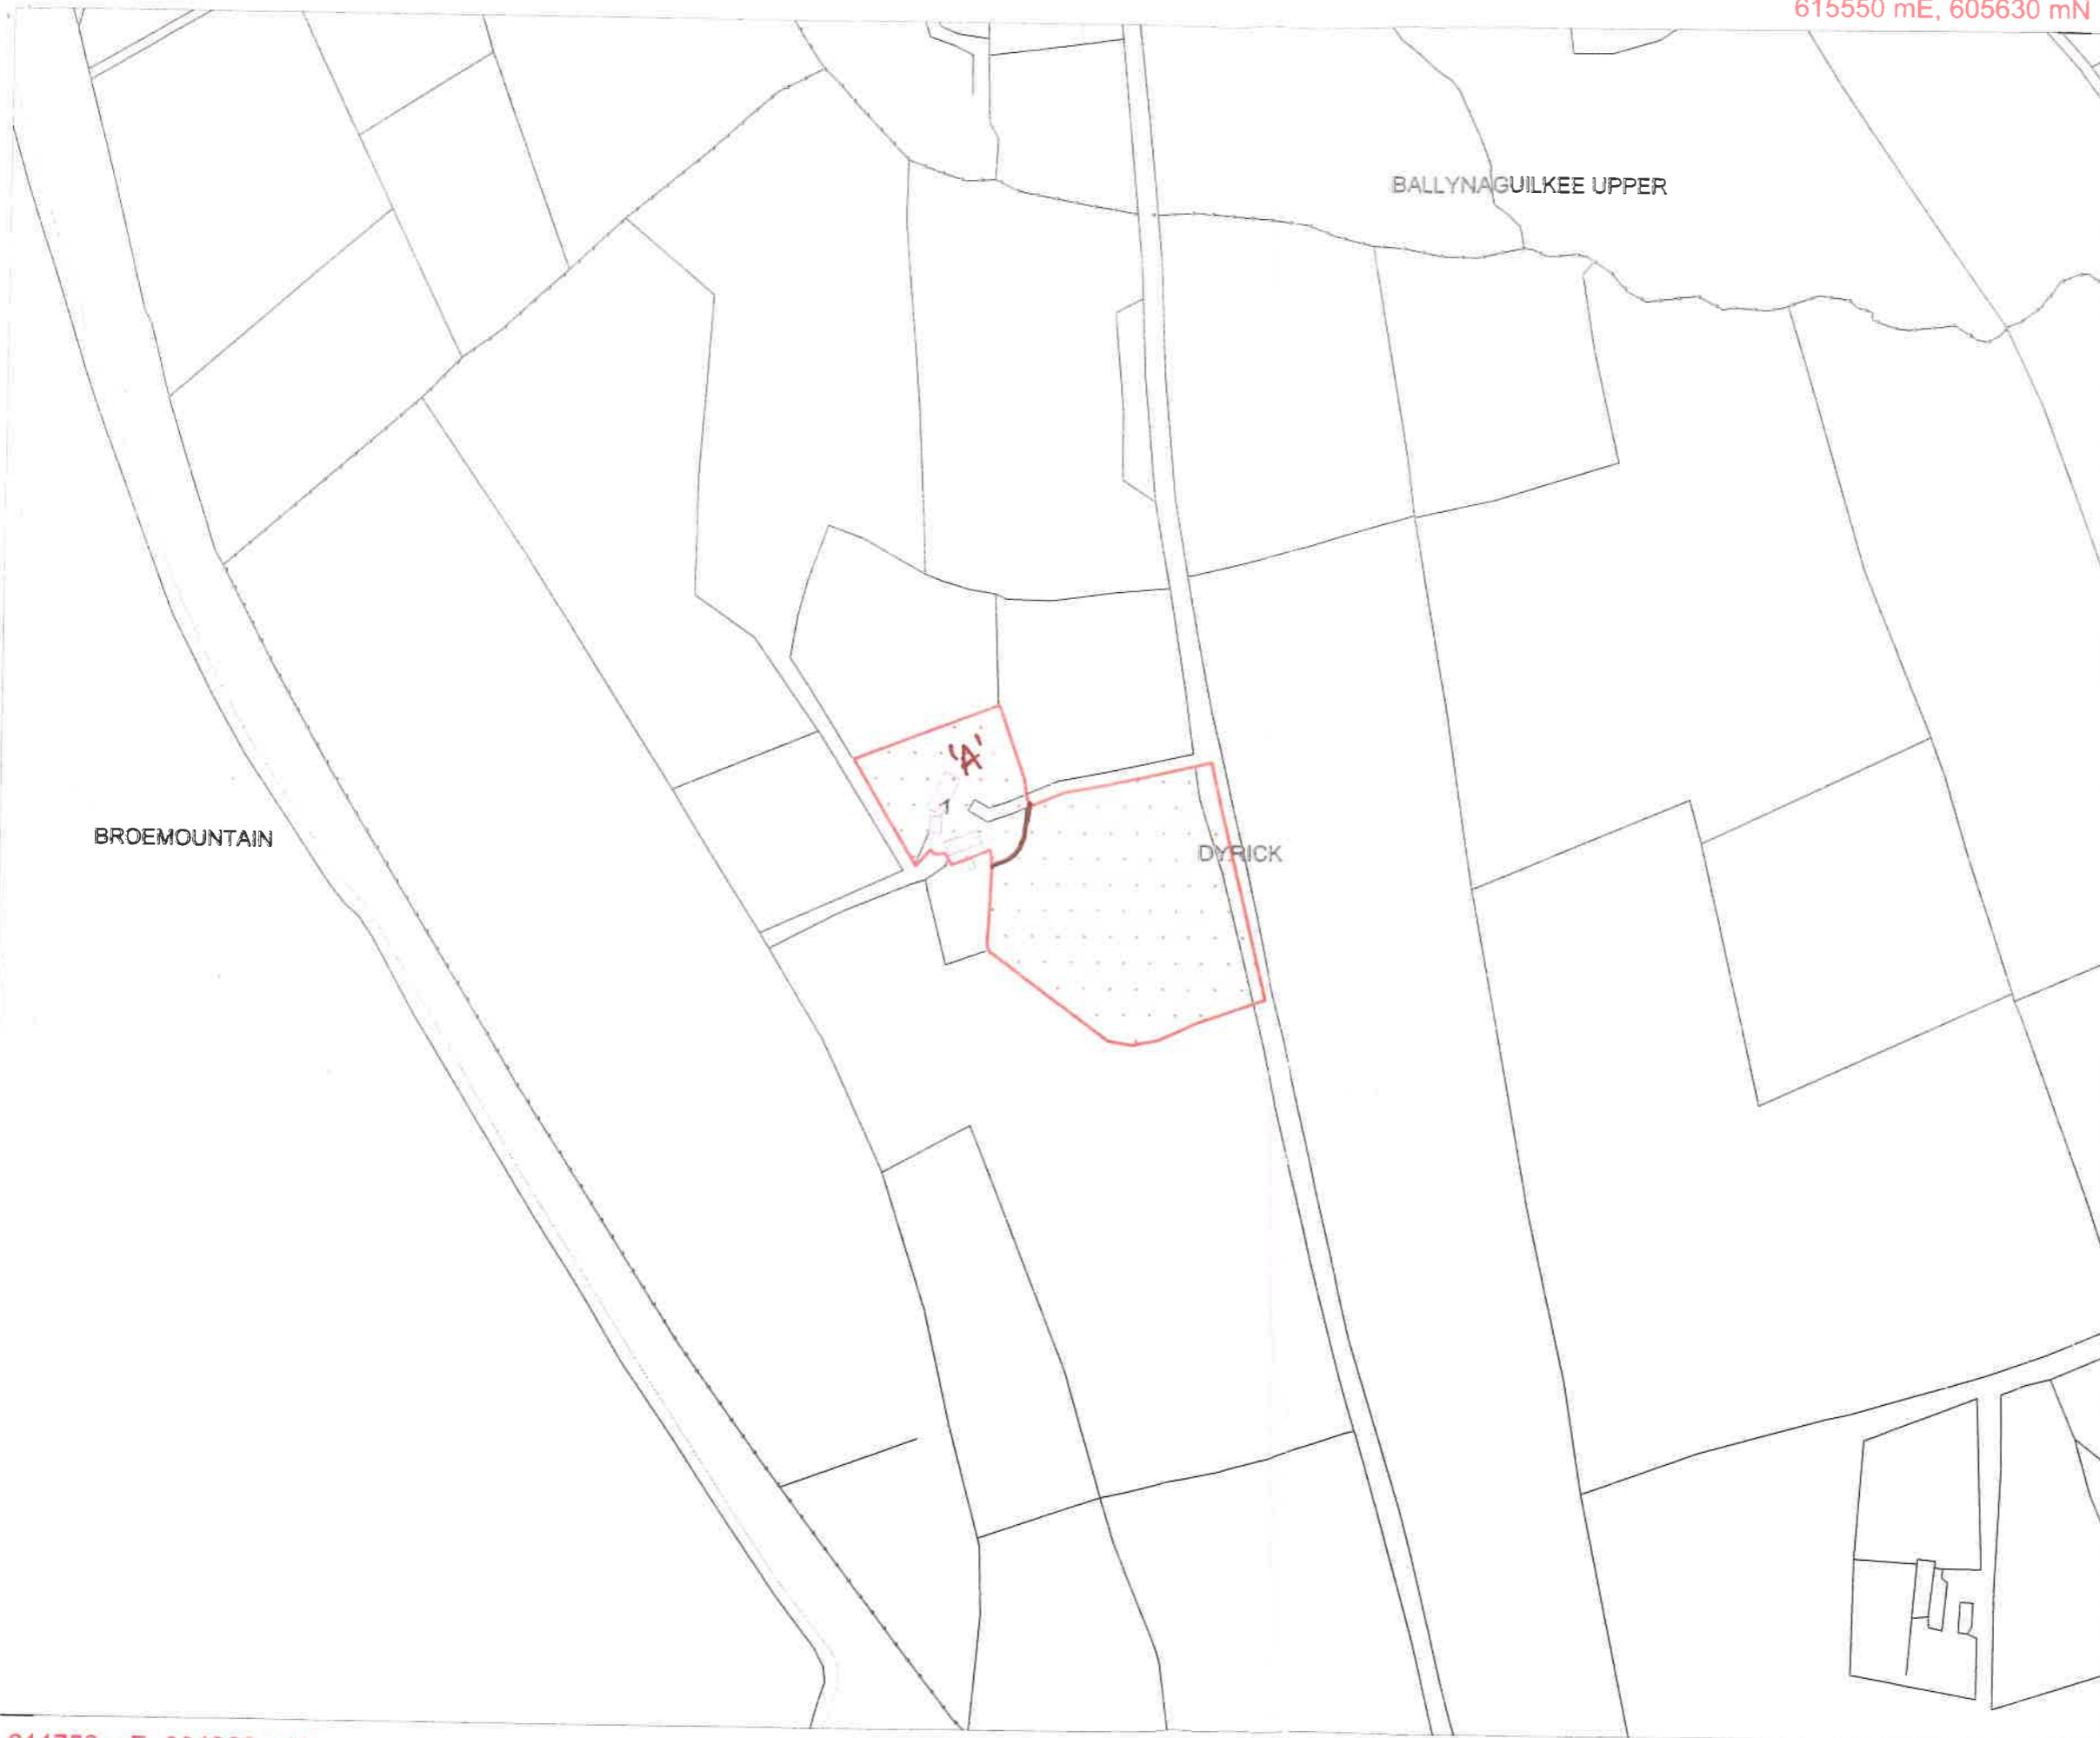 615550 mE, 605630 mN
BALLYNAGUILKEE UPPER
'A'
1
BROEMOUNTAIN
DYRICK